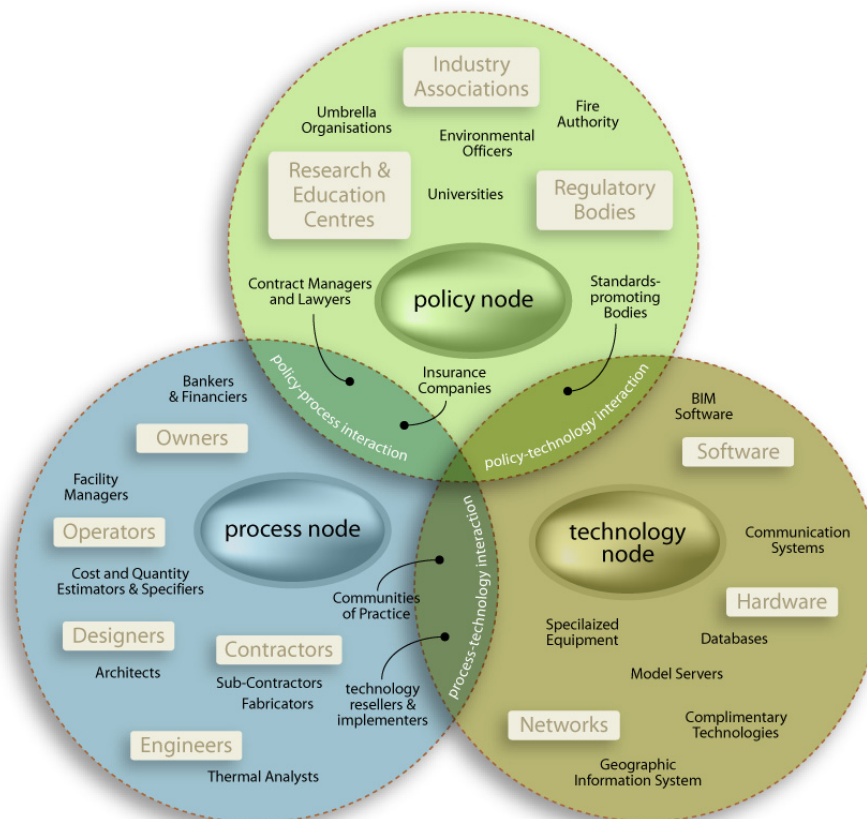 Industry
Associations
Umbrella
Organisations
Fire
Authority
Environmental
Officers
Research &
Education
Centres
Universities
Regulatory
Bodies
Contract Managers
and Lawyers
policy node
Standards-
promoting
Bodies
Insurance
Companies
policy-process interaction
policy-technology interaction
Bankers
& Financiers
Owners
Facility
Managers
Operators
process node
Cost and Quantity
Estimators & Specifiers
Designers
Architects
Contractors
Sub-Contractors
Fabricators
Engineers
Thermal Analysts
Communities
of Practice
technology
resellers &
implementers
process-technology interaction
BIM
Software
Software
technology
node
Communication
Systems
Hardware
Specilaized
Equipment
Databases
Model Servers
Networks
Complimentary
Technologies
Geographic
Information System